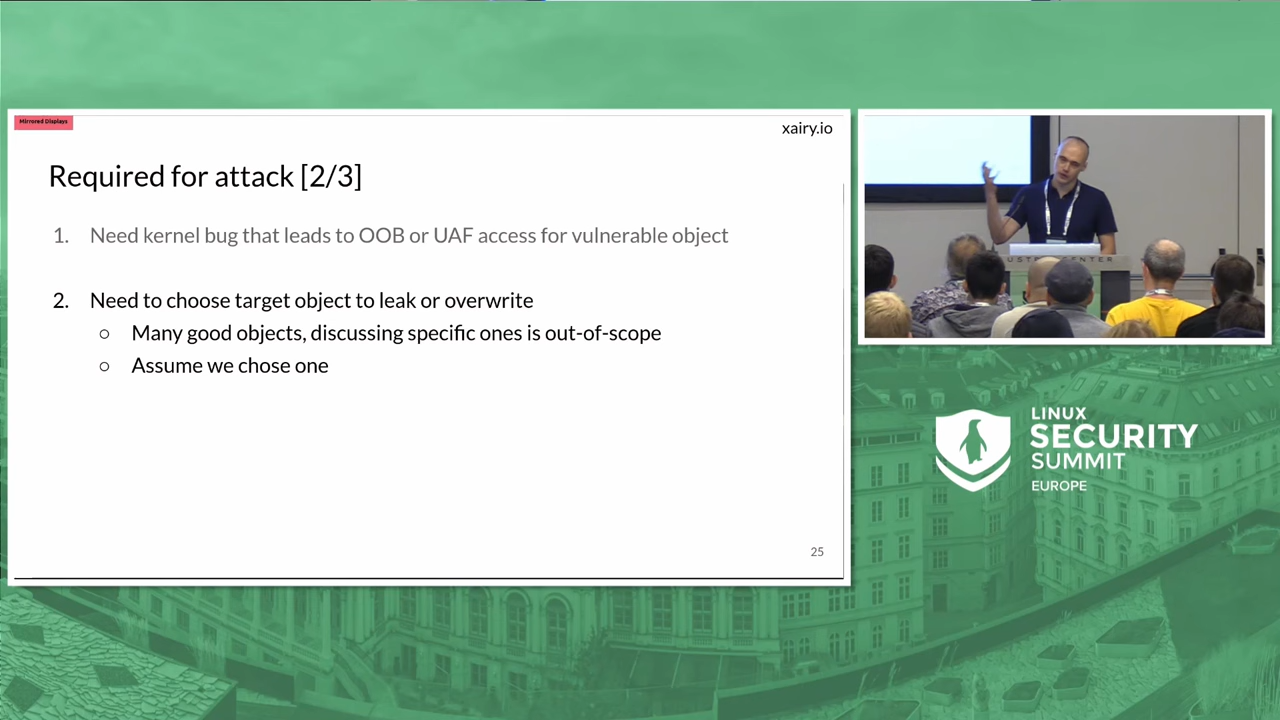 Mirrored Displays
xairy.io
Required for attack [2/3]
1. Need kernel bug that leads to OOB or UAF access for vulnerable object
2. Need to choose target object to leak or overwrite
○ Many good objects, discussing specific ones is out-of-scope
○ Assume we chose one
25
LINUX
SECURITY
SUMMIT
EUROPE